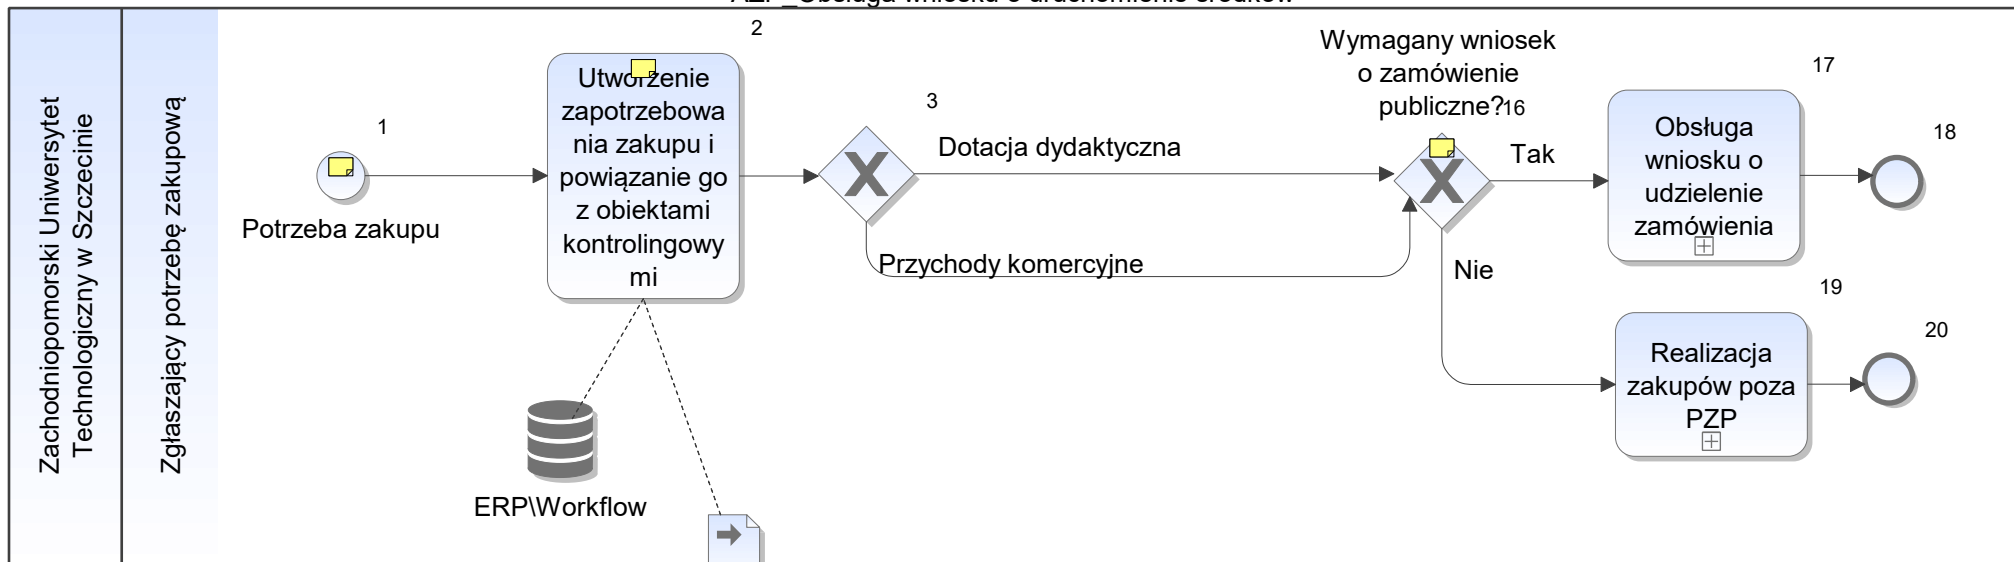 Zachodniopomorski Uniwersytet
Technologiczny w Szczecinie
Zgłaszający potrzebę zakupową
1
Potrzeba zakupu
2
Utworzenie
zapotrzebowa
nia zakupu i
powiązanie go
z obiektami
kontrolingowy
mi
ERP\Workflow
3
Dotacja dydaktyczna
Przychody komercyjne
Wymagany wniosek
o zamówienie
publiczne?
16
Tak
Nie
17
Obsługa
wniosku o
udzielenie
zamówienia
18
19
Realizacja
zakupów poza
PZP
20